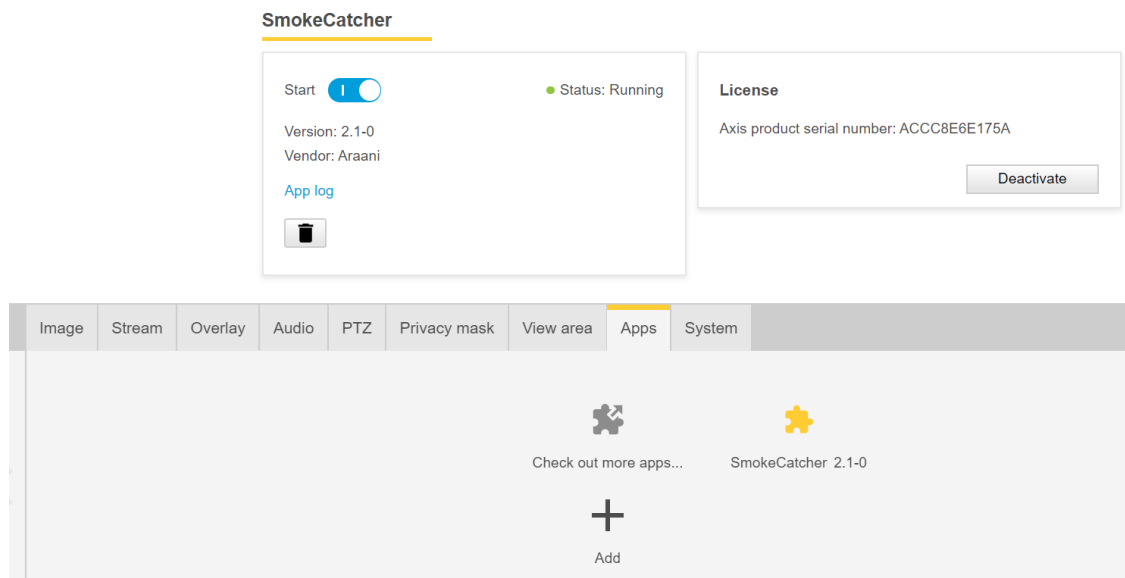 SmokeCatcher
Start
Status: Running
Version: 2.1-0
Vendor: Araani
App log
License
Axis product serial number: ACCC8E6E175A
Deactivate
Image Stream Overlay Audio PTZ Privacy mask View area Apps System
Check out more apps... SmokeCatcher 2.1-0
Add